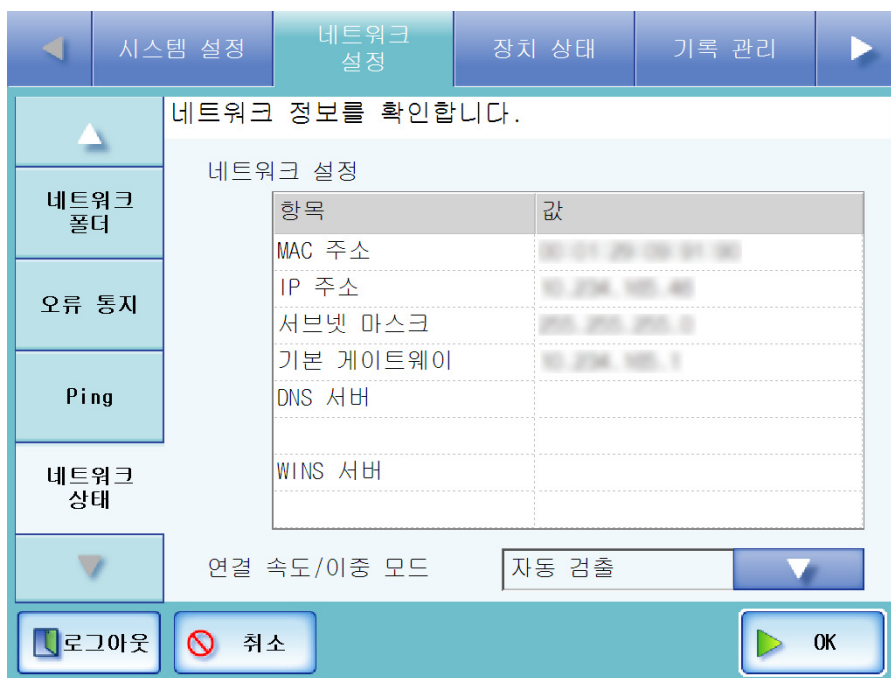 시스템 설정
네트워크
설정
장치 상태
기록 관리
네트워크 정보를 확인합니다.
네트워크
폴더
오류 통지
Ping
네트워크
상태
네트워크 설정
항목 값
MAC 주소
IP 주소
서브넷 마스크
기본 게이트웨이
DNS 서버
WINS 서버
연결 속도/이중 모드 자동 검출
로그아웃 취소 OK